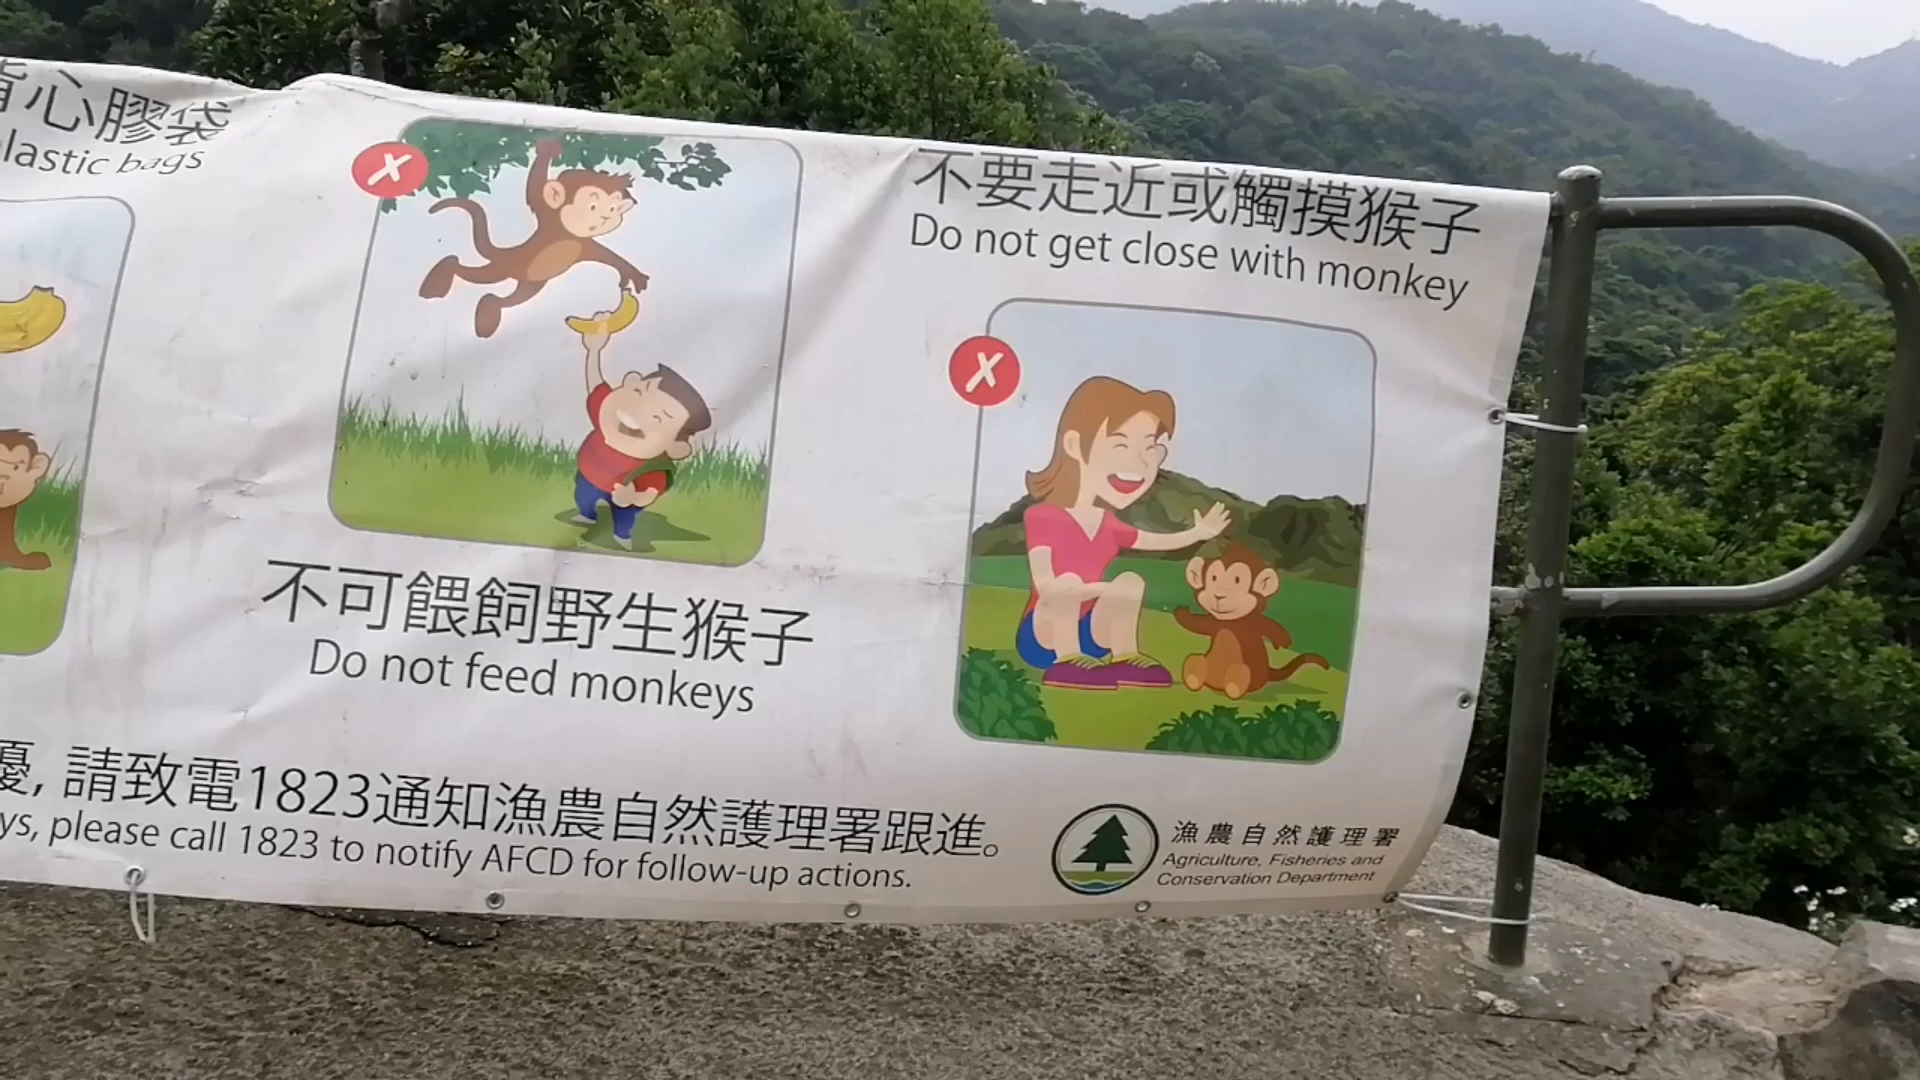 背心膠袋
plastic bags
不可餵飼野生猴子
Do not feed monkeys
不要走近或觸摸猴子
Do not get close with monkey
請致電1823通知漁農自然護理署跟進。
please call 1823 to notify AFCD for follow-up actions.
漁農自然護理署
Agriculture, Fisheries and
Conservation Department